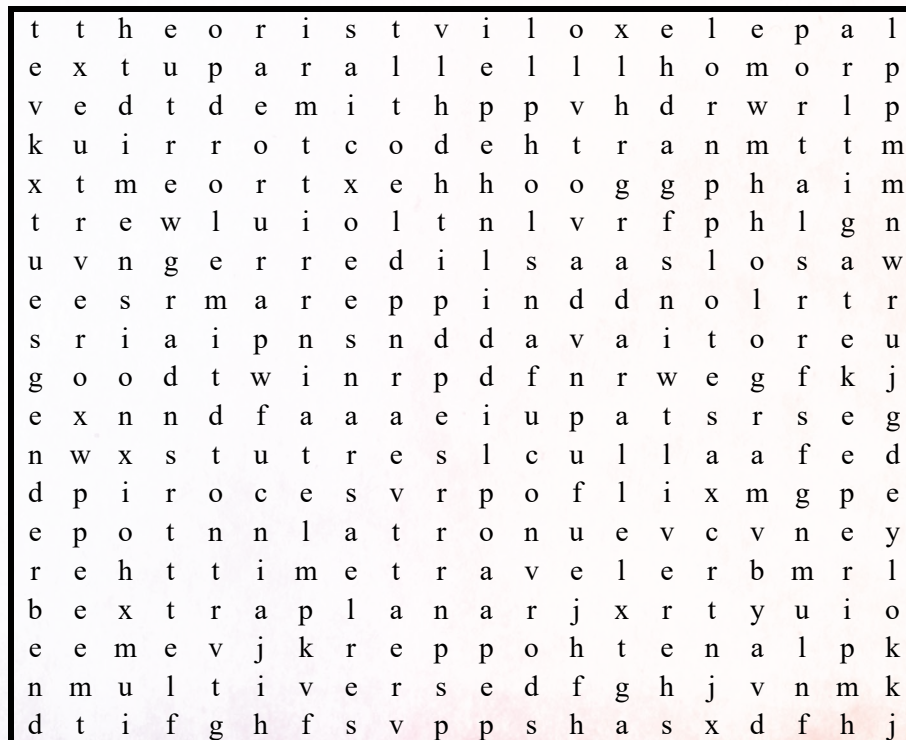 t t h e o r i s t v i l o x e l e p a l
e x t u p a r a l l e l l l h o m o r p
v e d t d e m i t h p p v h d r w r l p
k u i r r o t c o d e h t r a n m t t m
x t m e o r t x e h h o o g g p h a i m
t r e w l u i o l t n l v r f p h l g n
u v n g e r r e d i l s a a s l o s a w
e e s r m a r e p p i n d d n o l r t r
s r i a i p n s n d d a v a i t o r e u
g o o d t w i n r p d f n r w e g f k j
e x n n d f a a a e i u p a t s r s e g
n w x s t u t r e s l c u l l a a f e d
d p i r o c e s v r p o f l i x m g p e
e p o t n n l a t r o n u e v c v n e y
r e h t t i m e t r a v e l e r b m r l
b e x t r a p l a n a r j x r t y u i o
e e m e v j k r e p p o h t e n a l p k
n m u l t i v e r s e d f g h j v n m k
d t i f g h f s v p p s h a s x d f h j